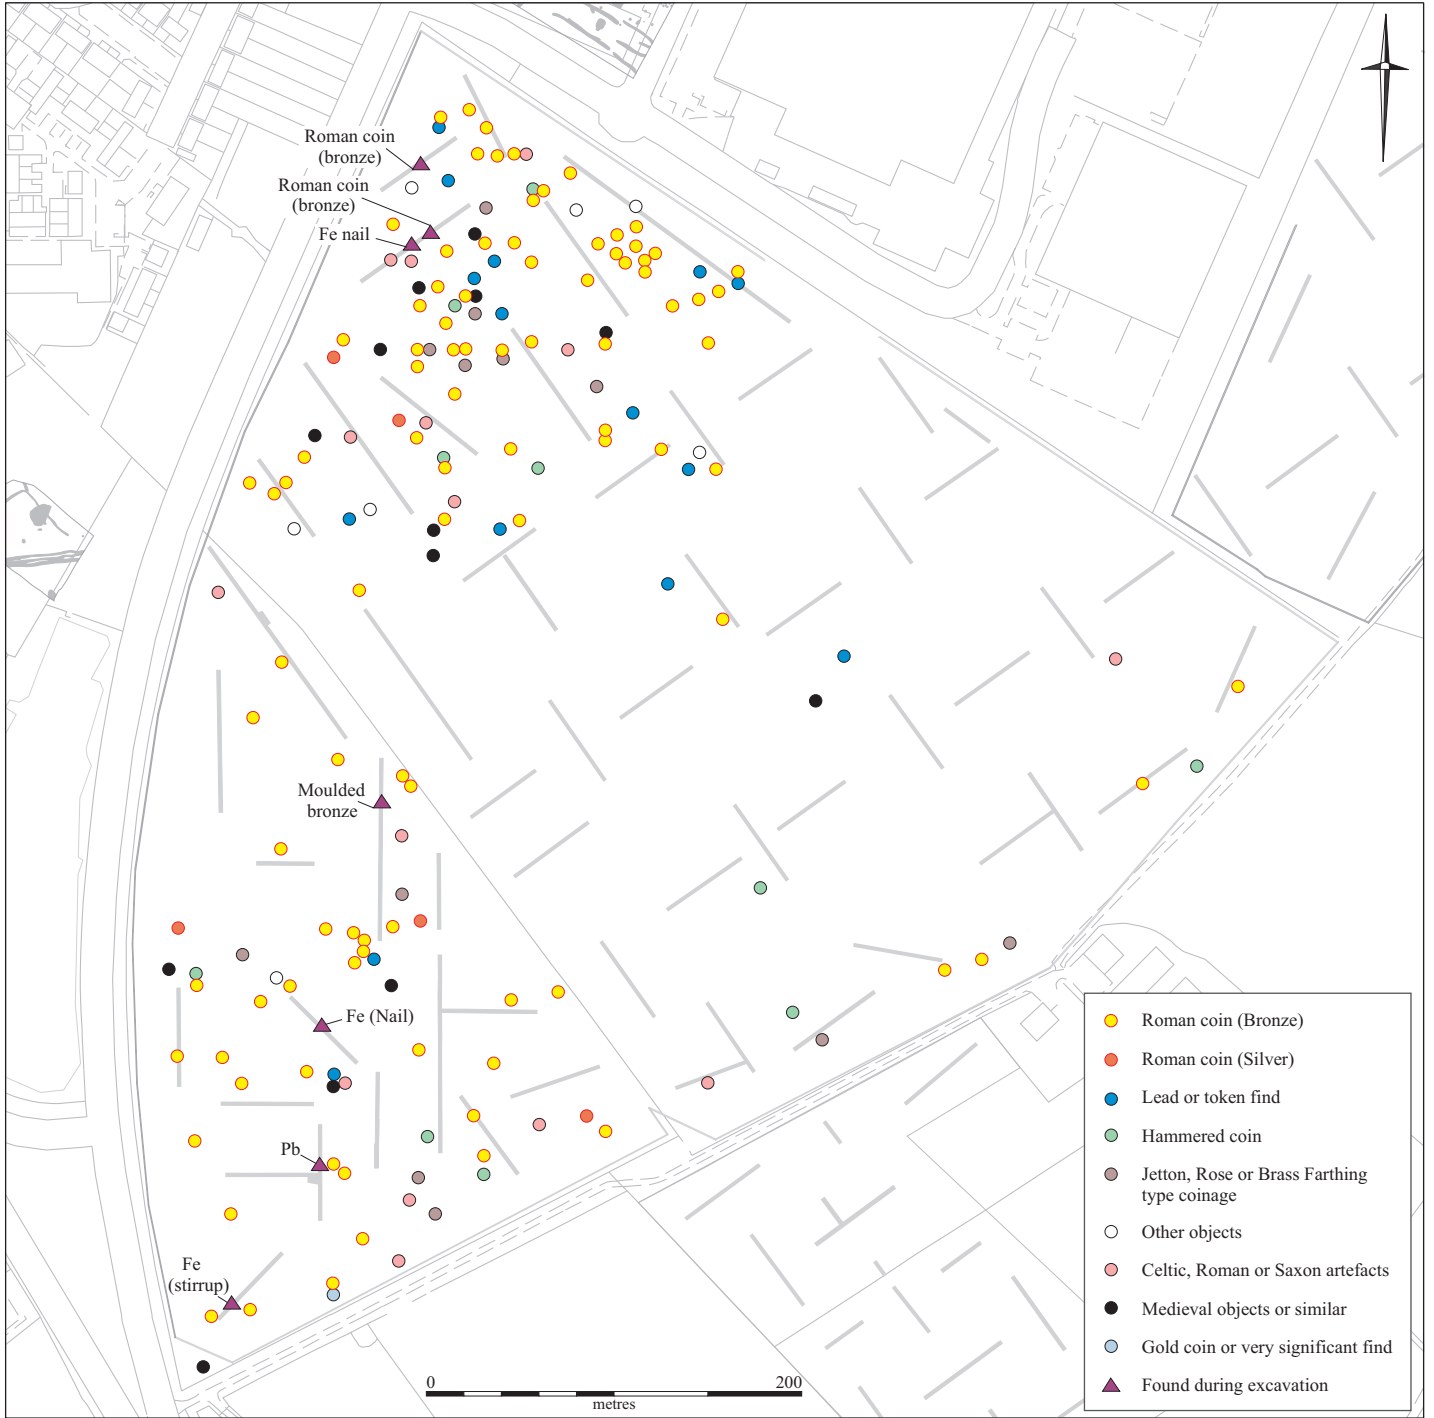 Roman coin
(bronze)
Roman coin
(bronze)
Fe nail
Moulded
bronze
Fe (Nail)
Pb
Fe
(stirrup)
0 200
metres
Roman coin (Bronze)
Roman coin (Silver)
Lead or token find
Hammered coin
Jetton, Rose or Brass Farthing
type coinage
Other objects
Celtic, Roman or Saxon artefacts
Medieval objects or similar
Gold coin or very significant find
Found during excavation